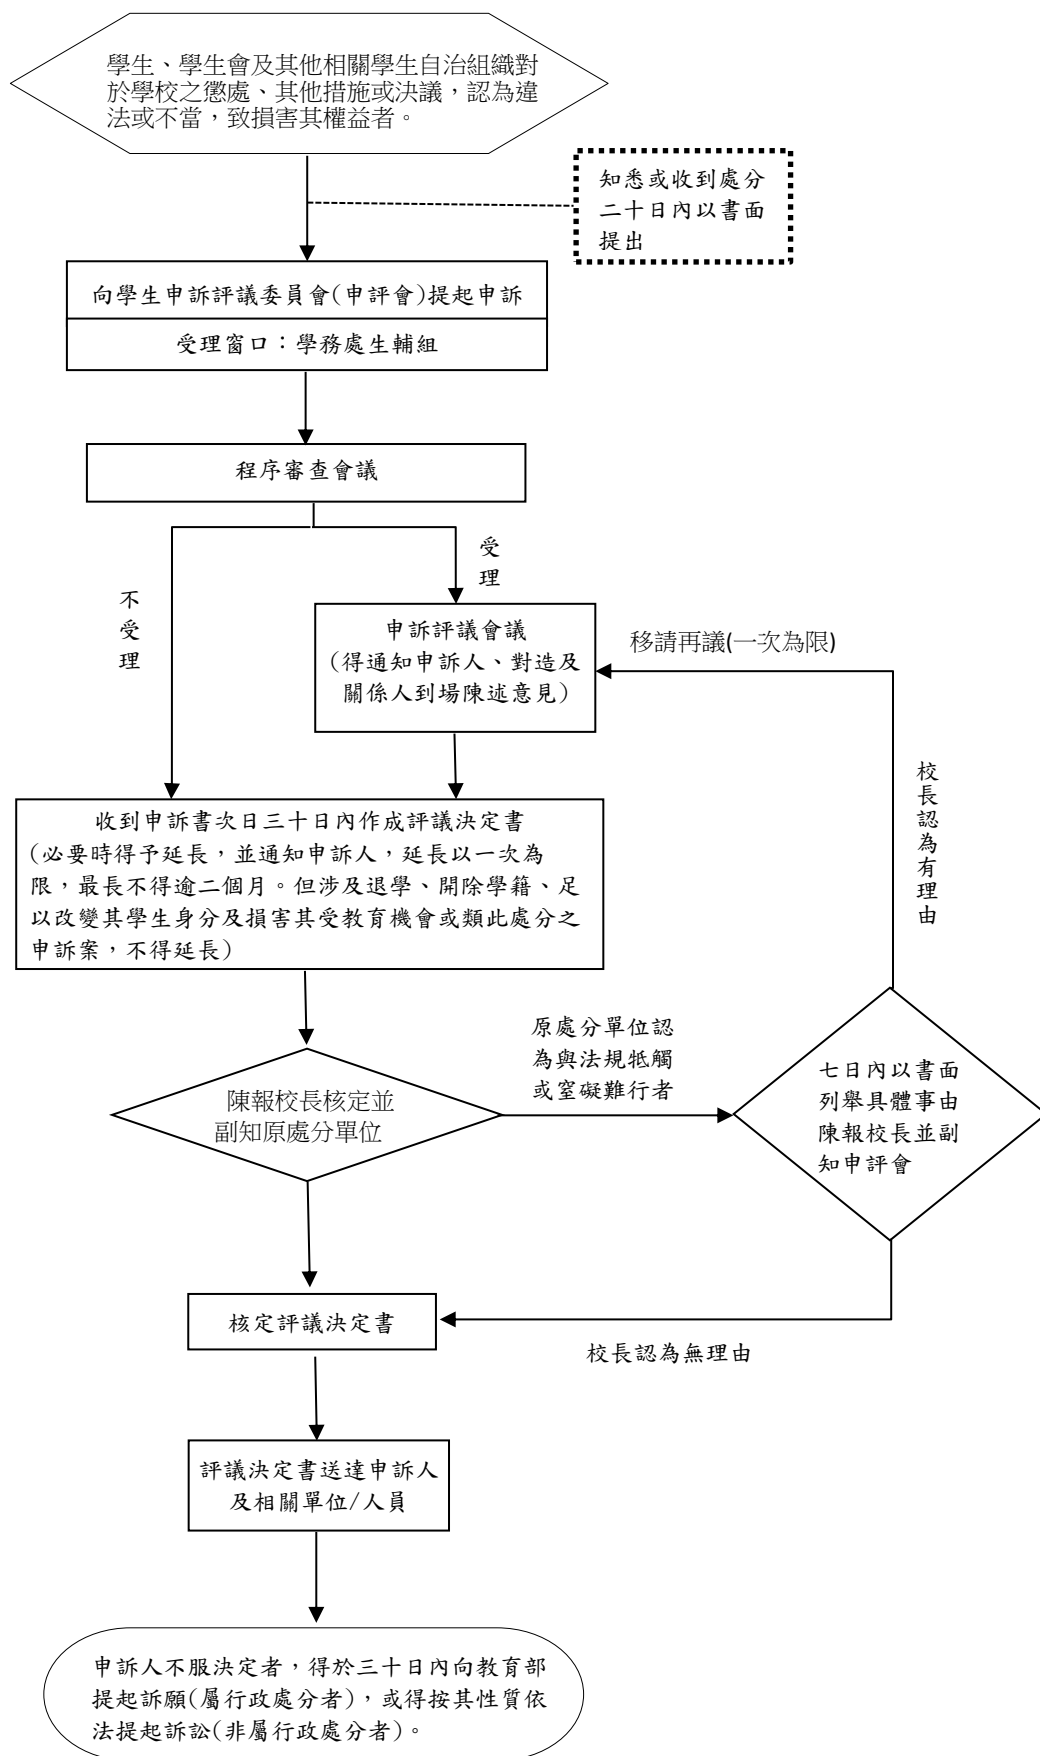 學生、學生會及其他相關學生自治組織對
於學校之懲處、其他措施或決議，認為違
法或不當，致損害其權益者。
知悉或收到處分
二十日內以書面
提出
向學生申訴評議委員會(申評會)提起申訴
受理窗口：學務處生輔組
程序審查會議
受
理
不
受
理
申訴評議會議
(得通知申訴人、對造及
關係人到場陳述意見)
移請再議(一次為限)
校
長
認
為
有
理
由
收到申訴書次日三十日內作成評議決定書
(必要時得予延長，並通知申訴人，延長以一次為
限，最長不得逾二個月。但涉及退學、開除學籍、足
以改變其學生身分及損害其受教育機會或類此處分之
申訴案，不得延長)
原處分單位認
為與法規牴觸
或窒礙難行者
陳報校長核定並
副知原處分單位
七日內以書面
列舉具體事由
陳報校長並副
知申評會
核定評議決定書
校長認為無理由
評議決定書送達申訴人
及相關單位/人員
申訴人不服決定者，得於三十日內向教育部
提起訴願(屬行政處分者)，或得按其性質依
法提起訴訟(非屬行政處分者)。